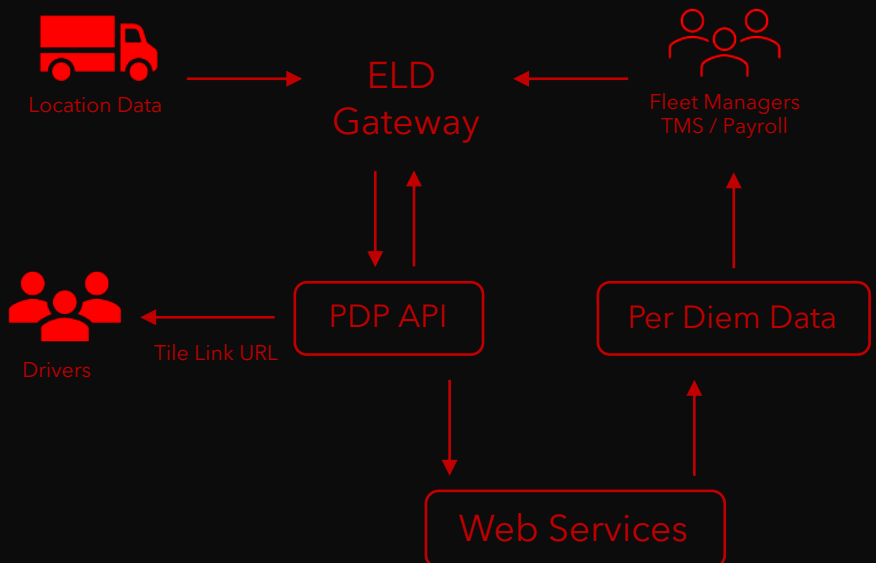 ELD
Gateway
Location Data
Fleet Managers
TMS / Payroll
PDP API
Per Diem Data
Tile Link URL
Drivers
Web Services